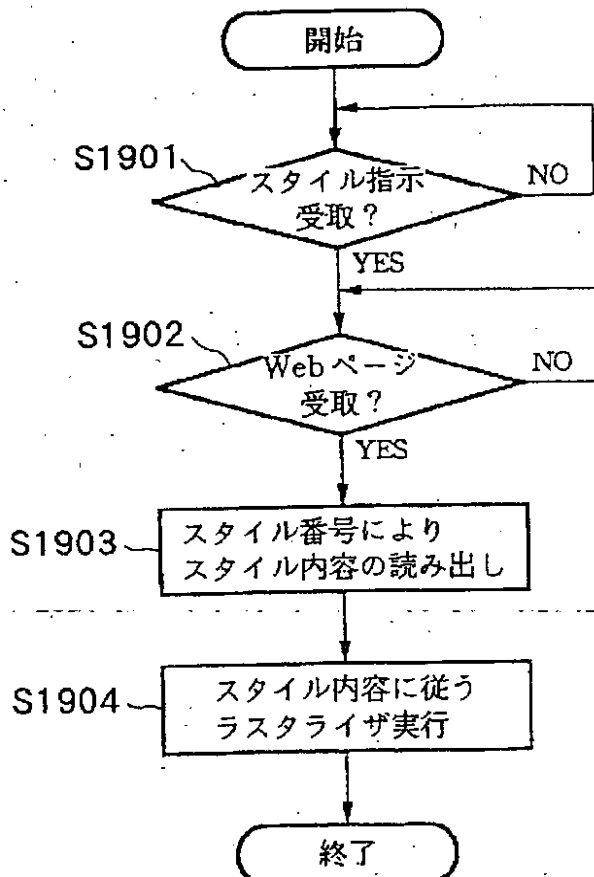 開始
S1901
スタイル指示
受取？
NO
YES
S1902
Webページ
受取？
NO
YES
S1903
スタイル番号により
スタイル内容の読み出し
S1904
スタイル内容に従う
ラスタライザ実行
終了